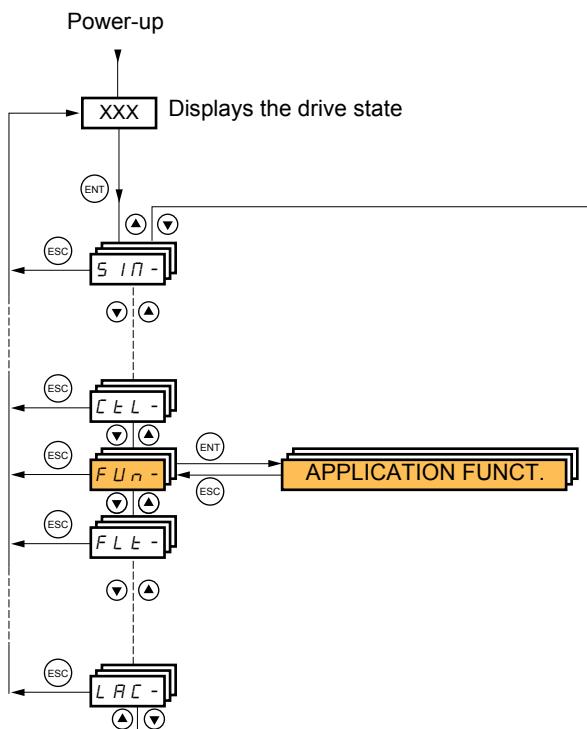 Power-up
XXX Displays the drive state
ENT
ESC
SIM-
ESC
CtL-
ESC
FUn-
ENT
ESC
APPLICATION FUNCT.
ESC
FLt-
ESC
LAC-